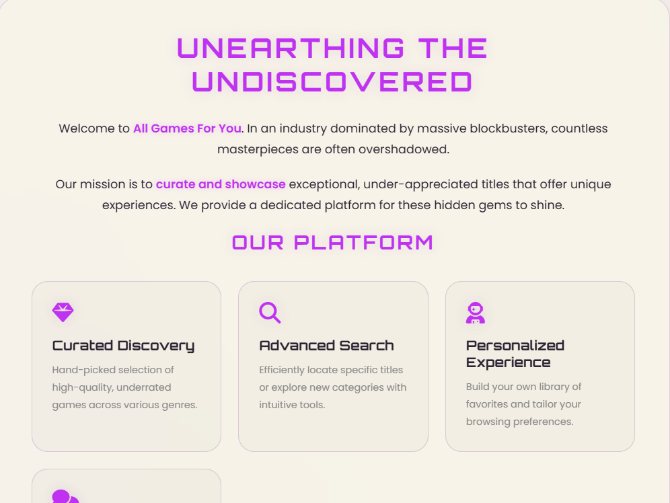 UNEARTHING THE
UNDISCOVERED
Welcome to All Games For You. In an industry dominated by massive blockbusters, countless
masterpieces are often overshadowed.
Our mission is to curate and showcase exceptional, under-appreciated titles that offer unique
experiences. We provide a dedicated platform for these hidden gems to shine.
OUR PLATFORM
Curated Discovery
Hand-picked selection of
high-quality, underrated
games across various genres.
Advanced Search
Efficiently locate specific titles
or explore new categories with
intuitive tools.
Personalized
Experience
Build your own library of
favorites and tailor your
browsing preferences.